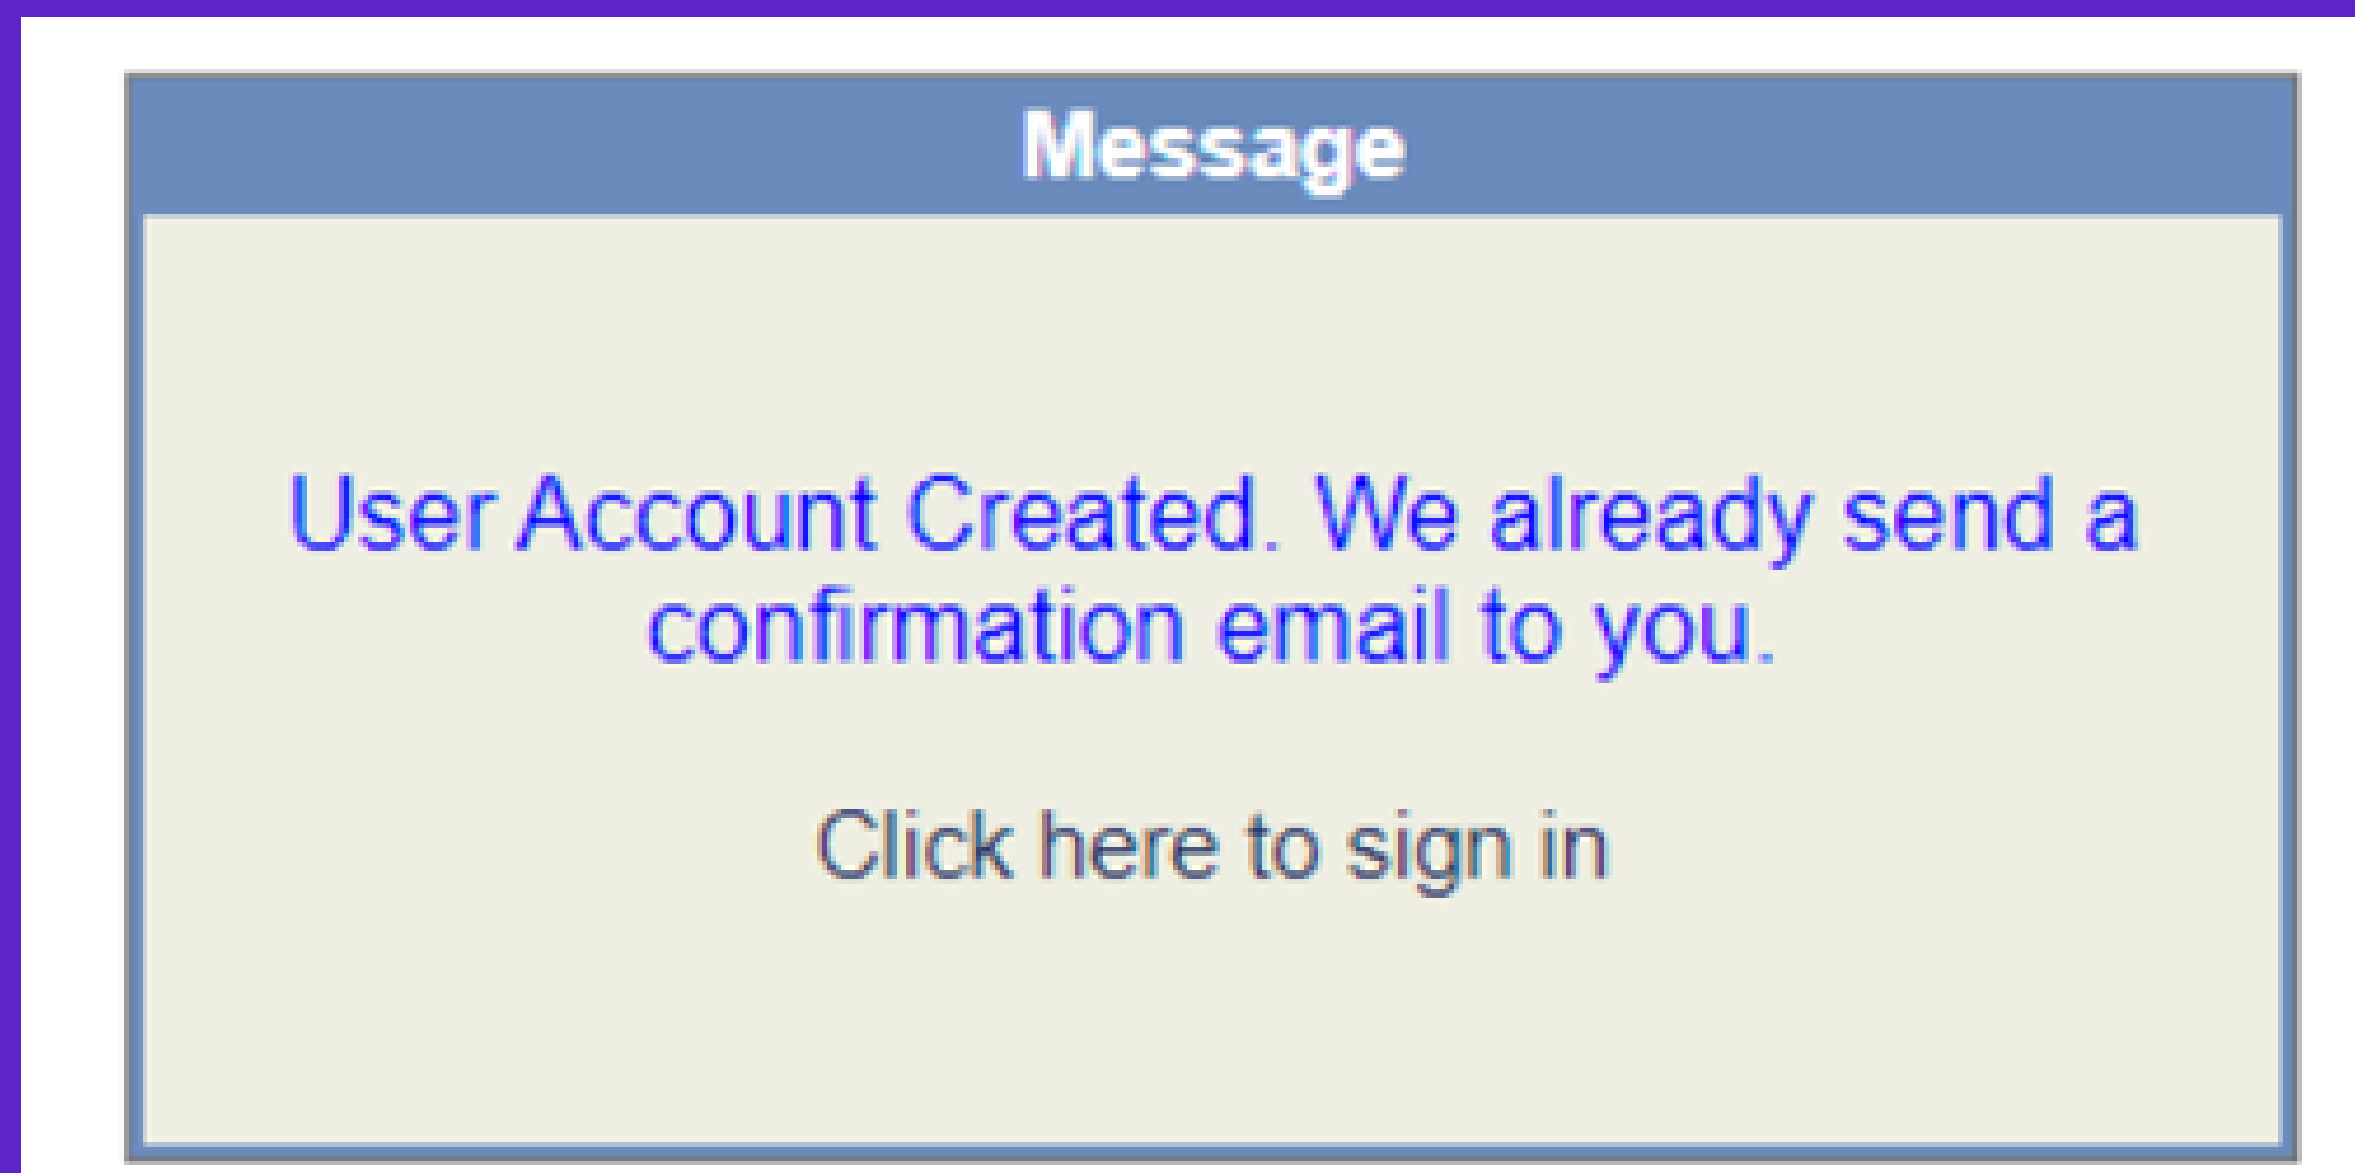 Message
User Account Created. We already send a
confirmation email to you.
Click here to sign in